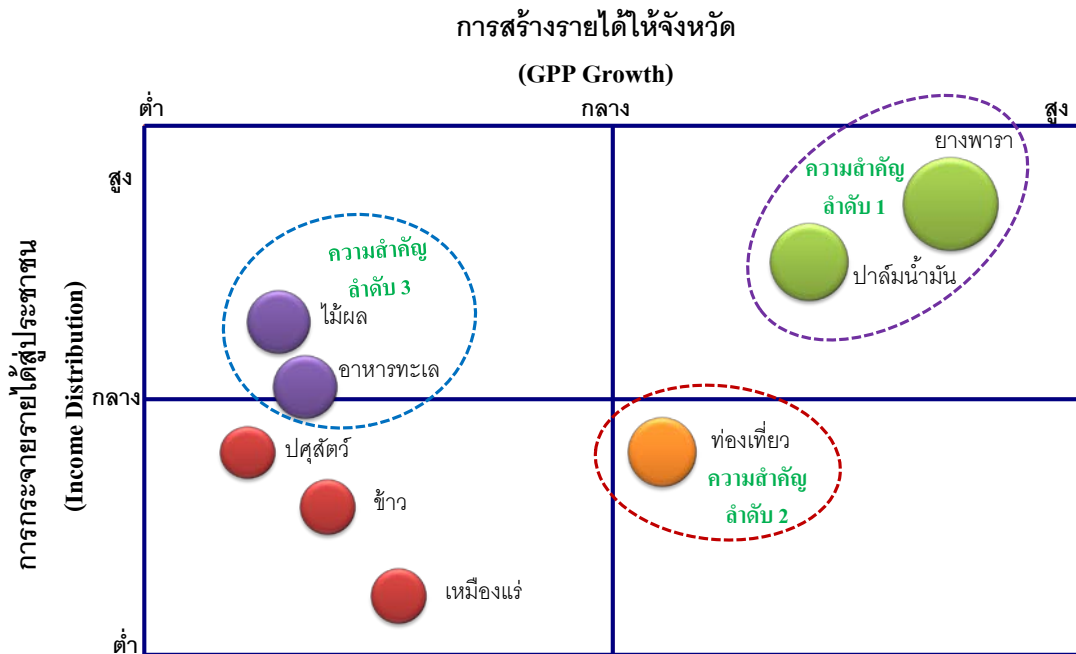 การสร้างรายได้ให้จังหวัด
(GPP Growth)
ต่ำ
กลาง
สูง
การกระจายรายได้สู่ประชาชน
(Income Distribution)
สูง
กลาง
ต่ำ
ยางพารา
ความสำคัญ
ลำดับ 1
ปาล์มน้ำมัน
ความสำคัญ
ลำดับ 3
ไม้ผล
อาหารทะเล
ปศุสัตว์
ข้าว
เหมืองแร่
ท่องเที่ยว
ความสำคัญ
ลำดับ 2